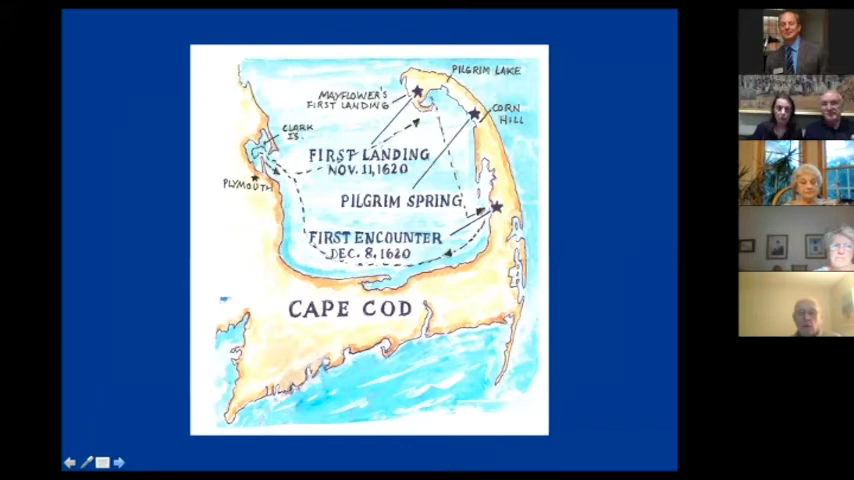 PILGRIM LAKE
MAYFLOWER'S
FIRST LANDING
CORN
HILL
CLARK
IS.
FIRST LANDING
NOV. 11, 1620
PLYMOUTH
PILGRIM SPRING
FIRST ENCOUNTER
DEC. 8, 1620
CAPE COD